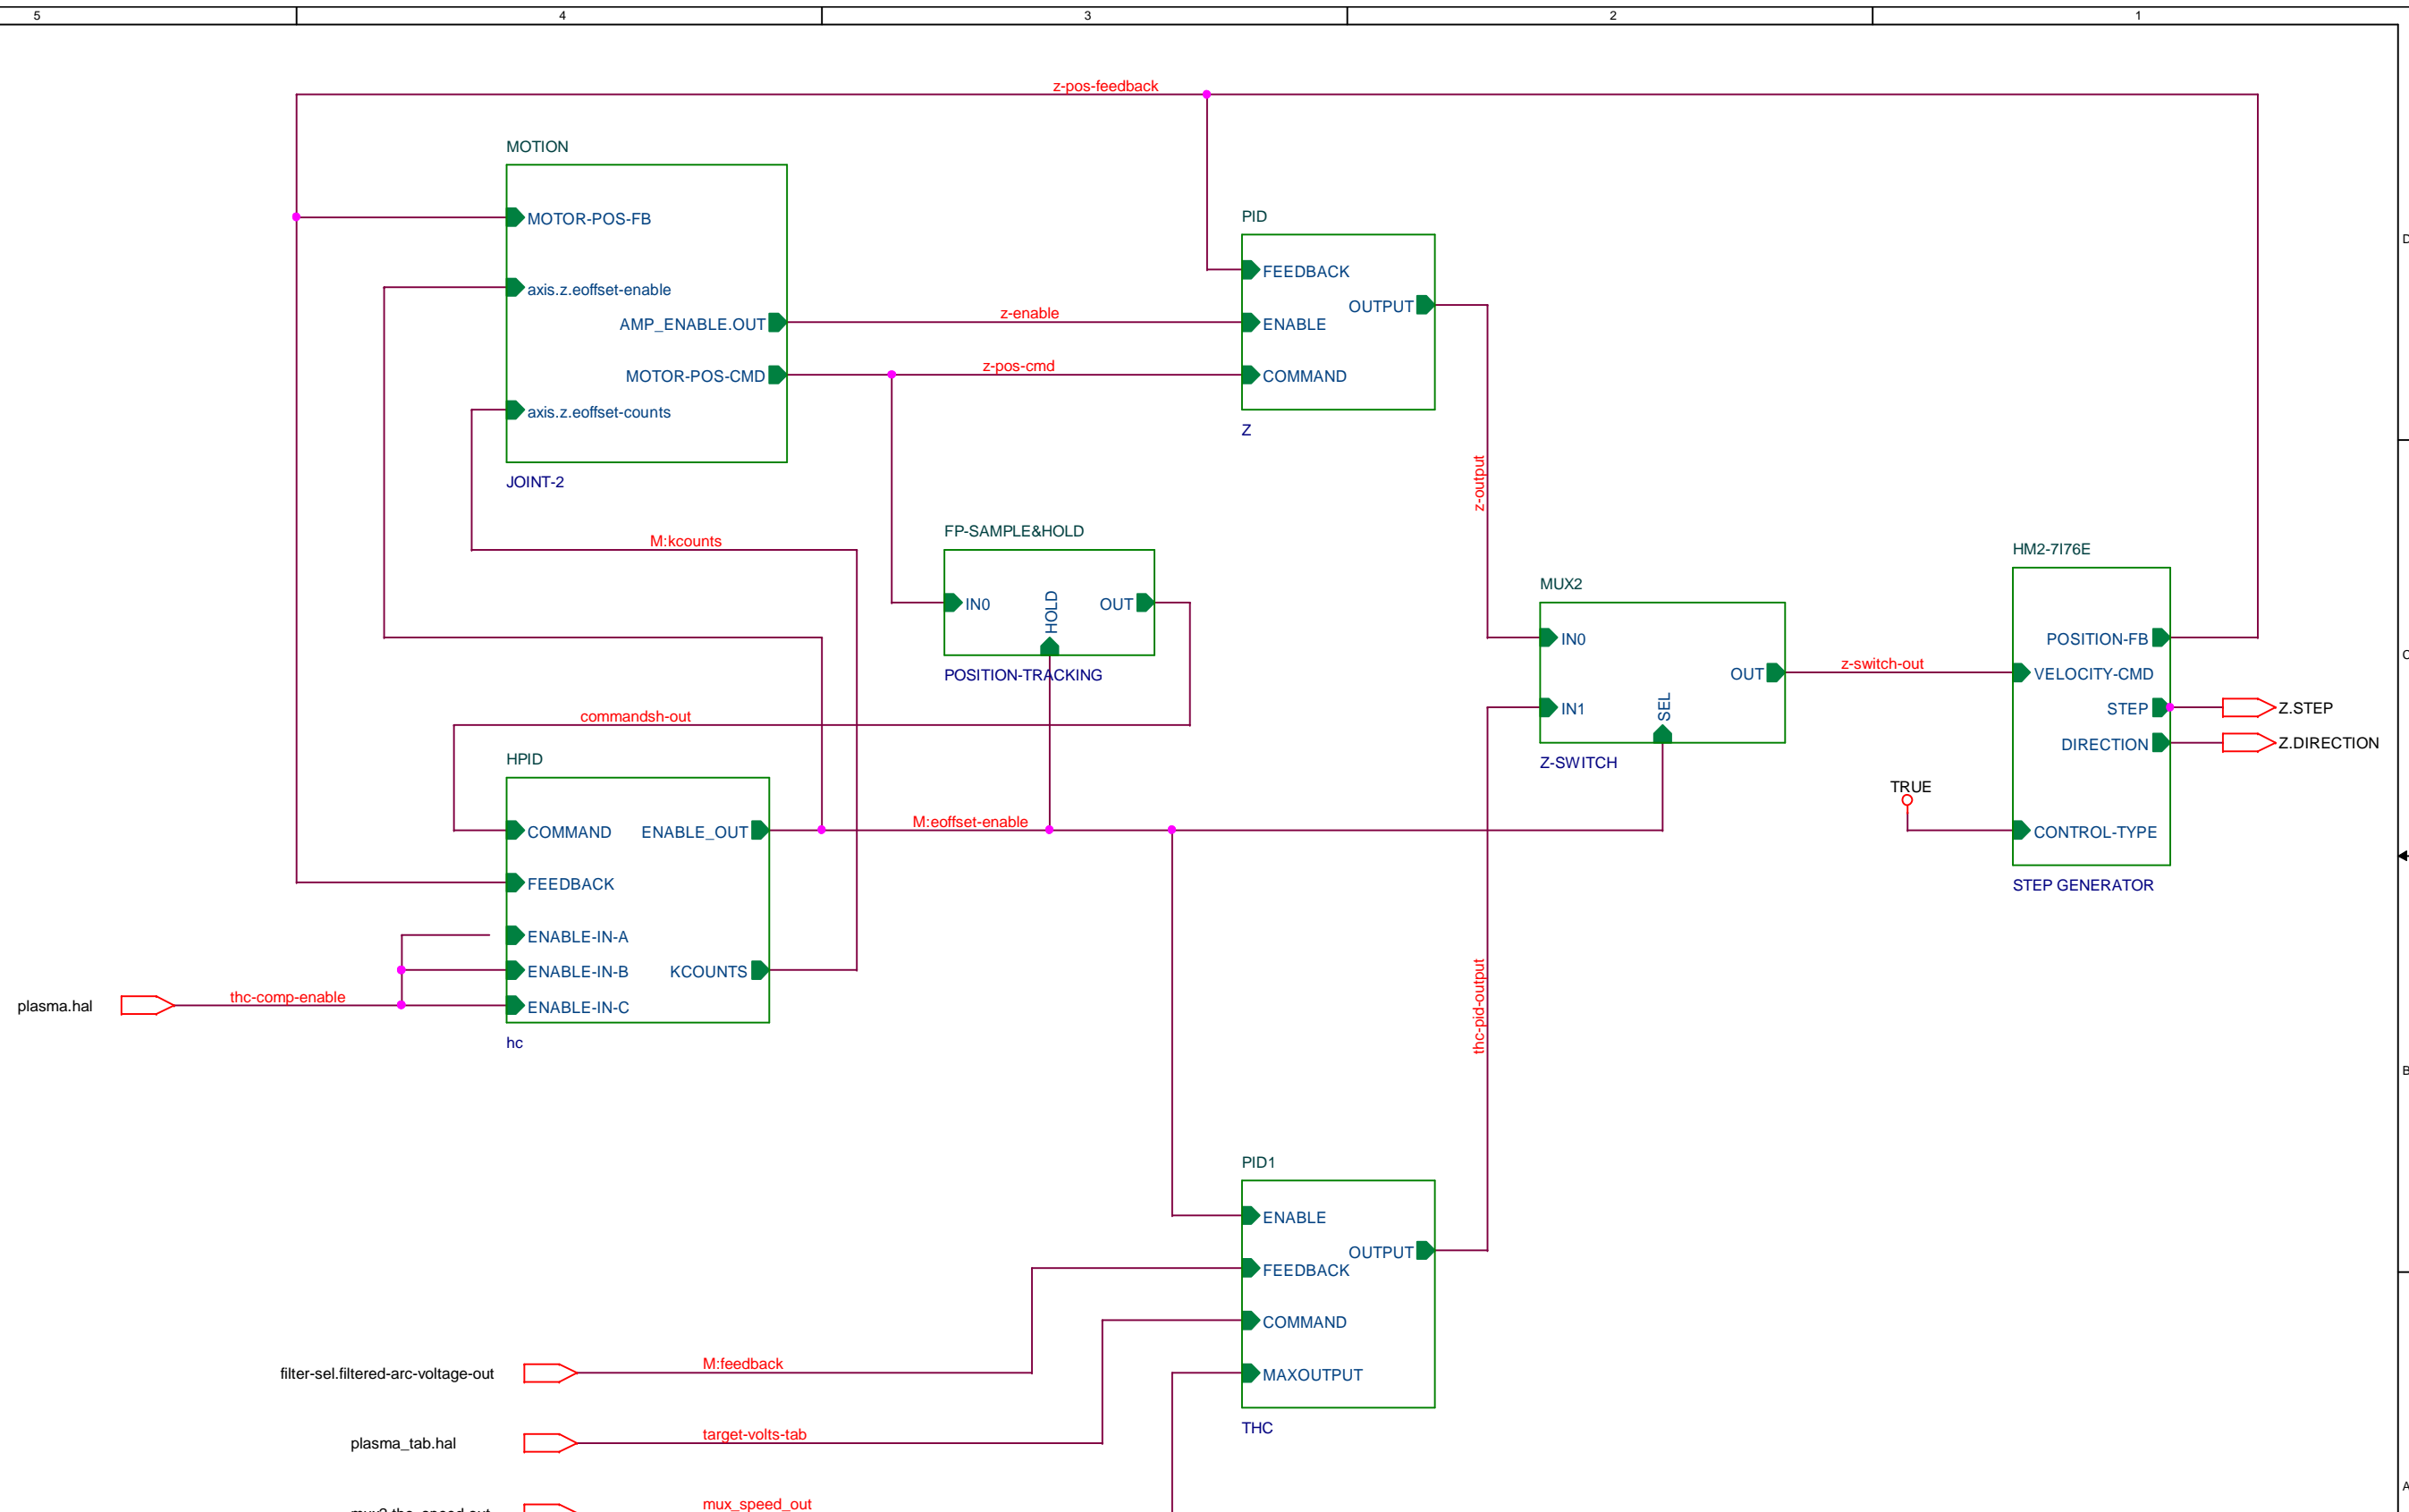 5 4 3 2 1
z-pos-feedback
MOTION
MOTOR-POS-FB
axis.z.eoffset-enable
AMP_ENABLE.OUT
MOTOR-POS-CMD
axis.z.eoffset-counts
JOINT-2
z-enable
z-pos-cmd
PID
FEEDBACK
OUTPUT
ENABLE
COMMAND
Z
D
z-output
M:kcounts
FP-SAMPLE&HOLD
IN0
HOLD
OUT
POSITION-TRACKING
commandsh-out
MUX2
IN0
OUT
IN1
SEL
Z-SWITCH
z-switch-out
HM2-7I76E
POSITION-FB
VELOCITY-CMD
STEP
DIRECTION
CONTROL-TYPE
STEP GENERATOR
Z.STEP
Z.DIRECTION
TRUE
C
HPID
COMMAND
ENABLE_OUT
FEEDBACK
ENABLE-IN-A
ENABLE-IN-B
KCOUNTS
ENABLE-IN-C
hc
M:eoffset-enable
plasma.hal
thc-comp-enable
thc-pid-output
B
PID1
ENABLE
OUTPUT
FEEDBACK
COMMAND
MAXOUTPUT
THC
filter-sel.filtered-arc-voltage-out
M:feedback
plasma_tab.hal
target-volts-tab
mux_speed_out
A